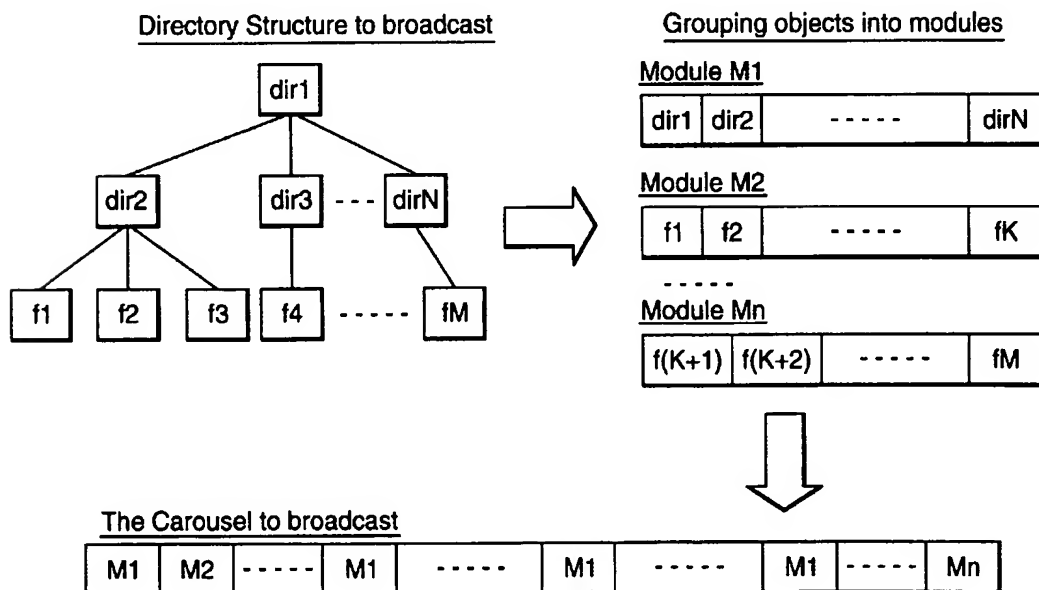 Directory Structure to broadcast
dir1
dir2 dir3 ---- dirN
f1 f2 f3 f4 ----- fM
Grouping objects into modules
Module M1
dir1 dir2 ----- dirN
Module M2
f1 f2 ----- fK
-----
Module Mn
f(K+1) f(K+2) ----- fM
The Carousel to broadcast
M1 M2 ----- M1 ----- M1 ----- M1 ----- Mn